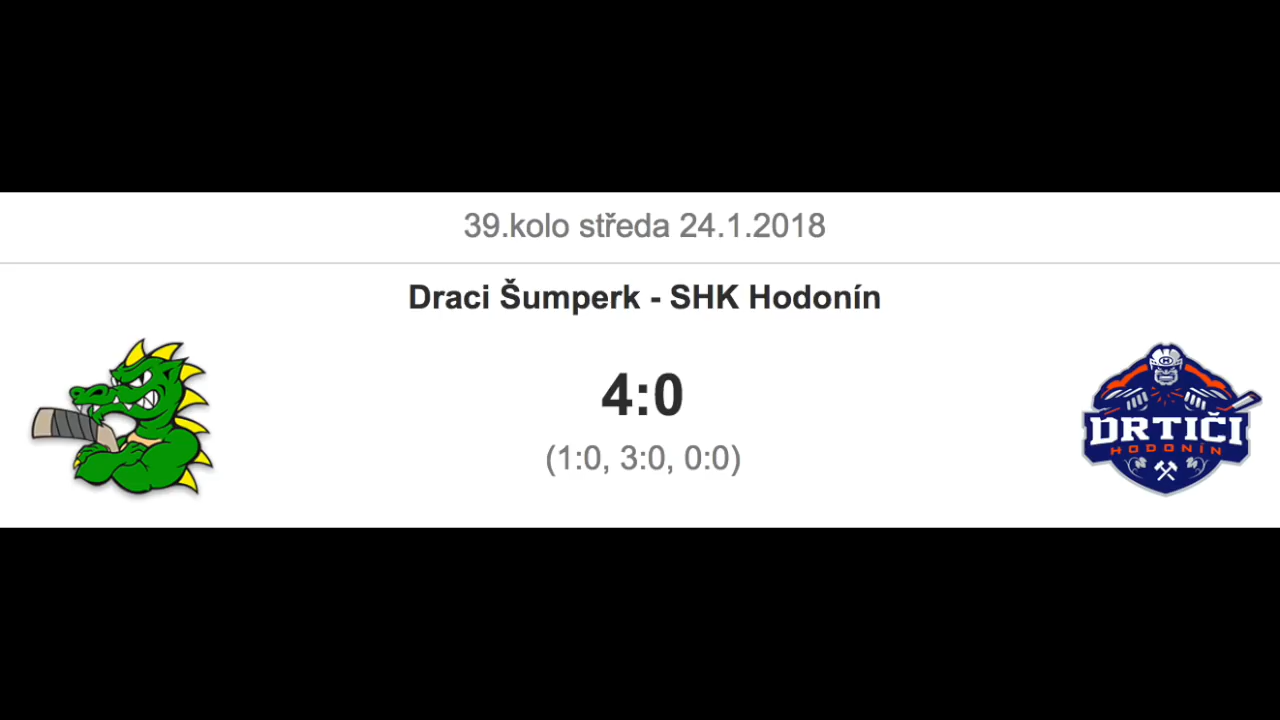 39.kolo středa 24.1.2018
Draci Šumperk - SHK Hodonín
4:0
(1:0, 3:0, 0:0)
DRTIČI
HODONÍN